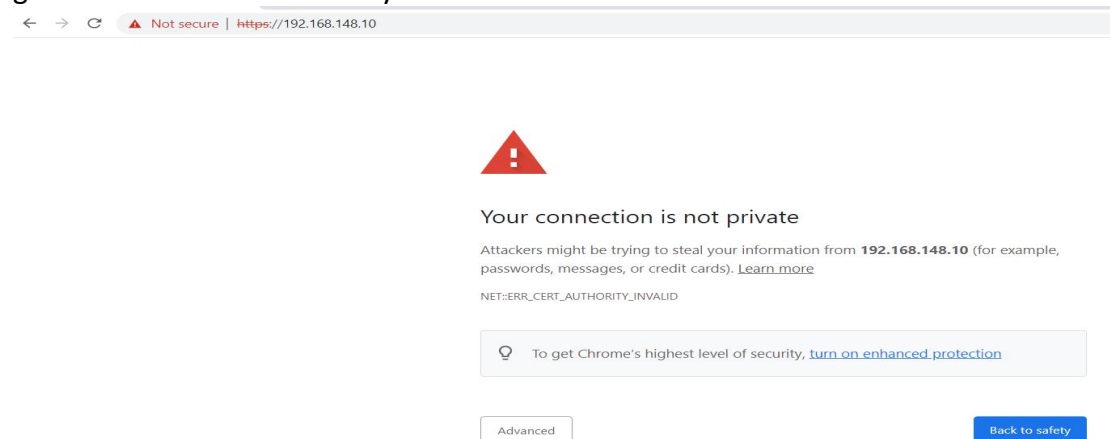 Not secure | https://192.168.148.10
Your connection is not private
Attackers might be trying to steal your information from 192.168.148.10 (for example,
passwords, messages, or credit cards). Learn more
NET::ERR_CERT_AUTHORITY_INVALID
To get Chrome's highest level of security, turn on enhanced protection
Advanced
Back to safety